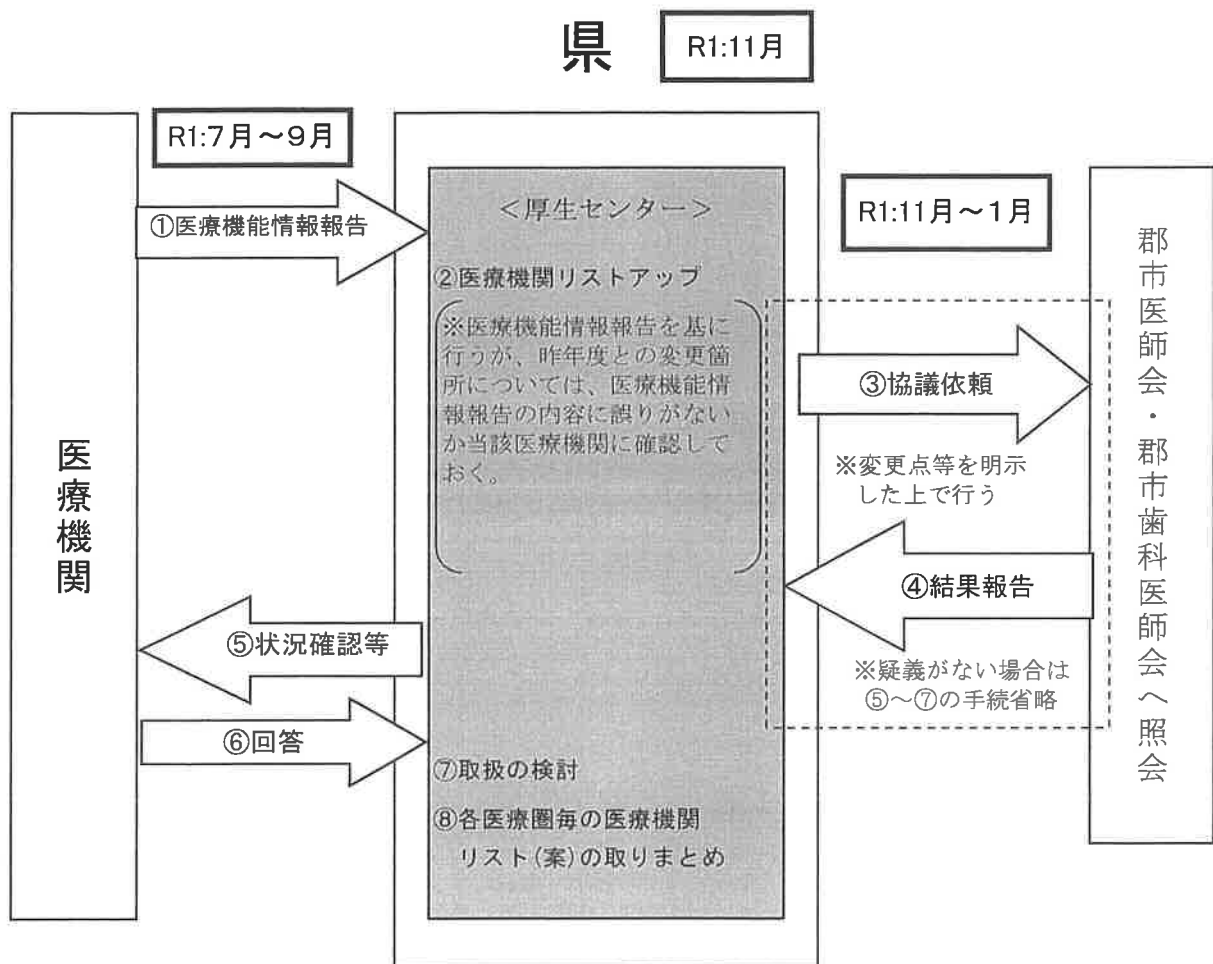 県
R1:11月
R1:7月～9月
医療機関
①医療機能情報報告
＜厚生センター＞
②医療機関リストアップ
※医療機能情報報告を基に
行うが、昨年度との変更箇
所については、医療機能情
報報告の内容に誤りがない
か当該医療機関に確認して
おく。
R1:11月～1月
③協議依頼
※変更点等を明示
した上で行う
④結果報告
※疑義がない場合は
⑤～⑦の手続省略
郡市医師会・郡市歯科医師会へ照会
⑤状況確認等
⑥回答
⑦取扱の検討
⑧各医療圏毎の医療機関
リスト(案)の取りまとめ